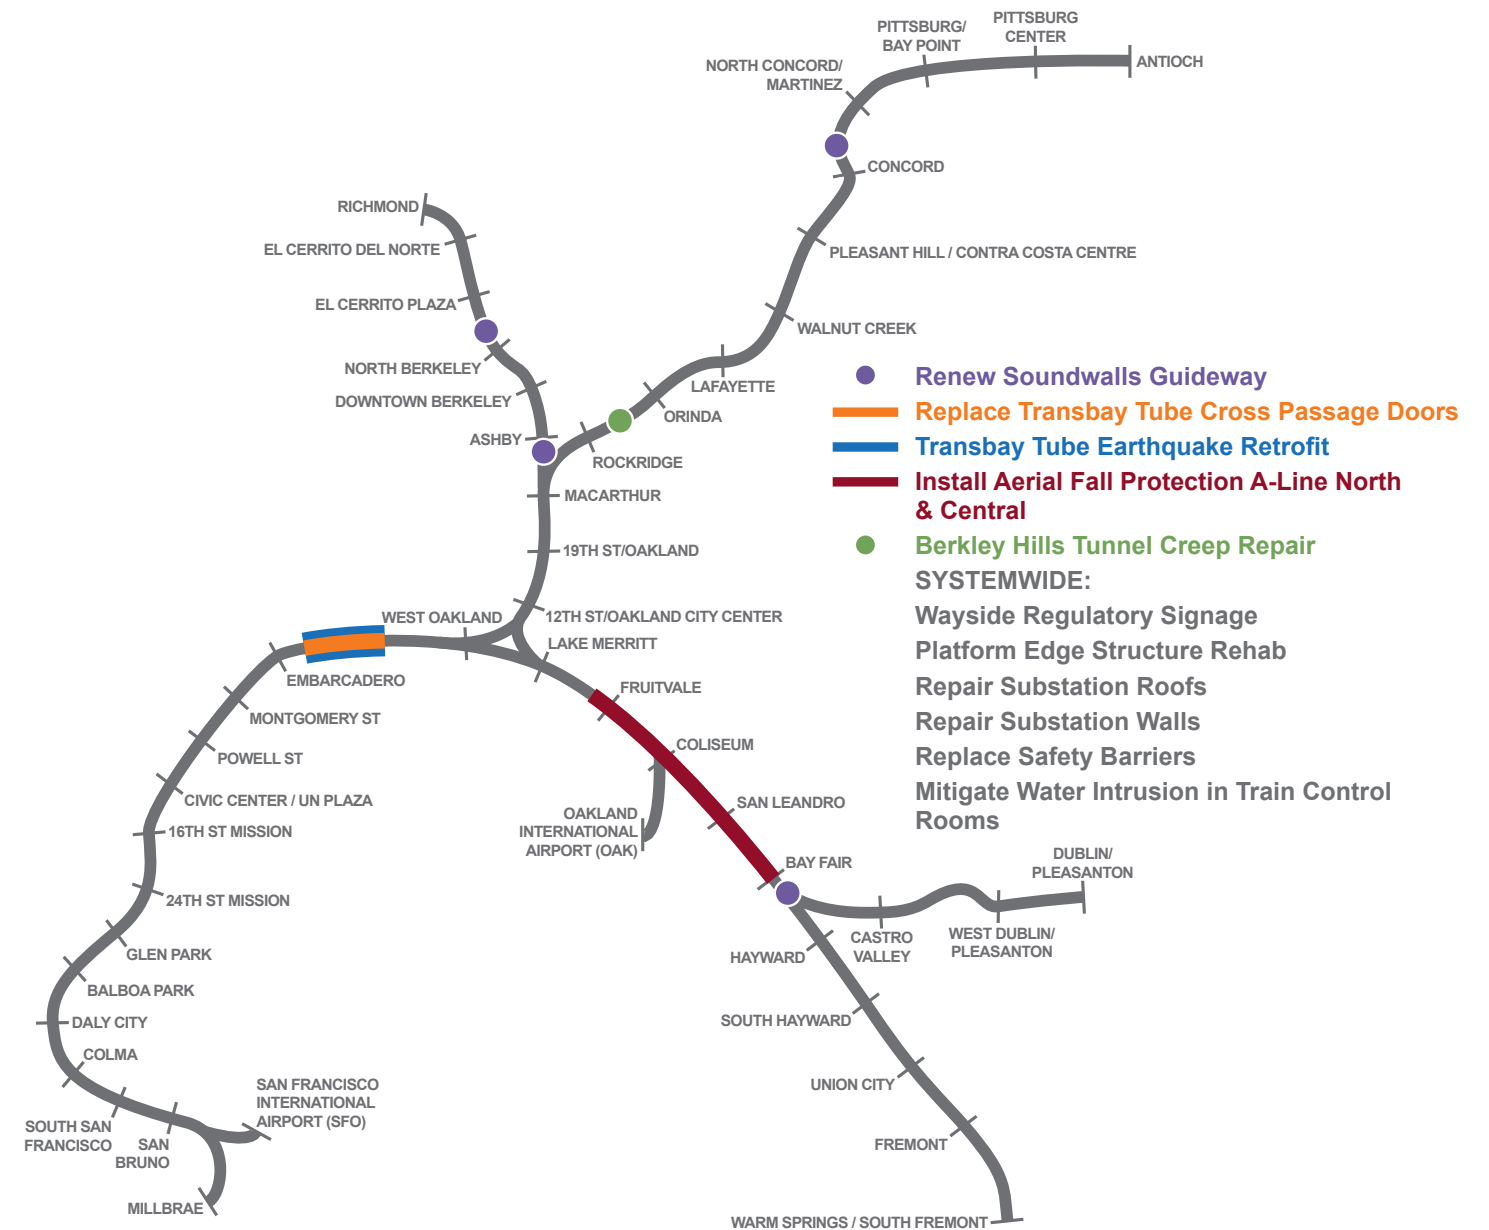 PITTSBURG
CENTER
PITTSBURG/
BAY POINT
ANTIOCH
NORTH CONCORD/
MARTINEZ
CONCORD
RICHMOND
EL CERRITO DEL NORTE
PLEASANT HILL / CONTRA COSTA CENTRE
EL CERRITO PLAZA
WALNUT CREEK
NORTH BERKELEY
LAFAYETTE
DOWNTOWN BERKELEY
ORINDA
ASHBY
ROCKRIDGE
MACARTHUR
19TH ST/OAKLAND
Renew Soundwalls Guideway
Replace Transbay Tube Cross Passage Doors
Transbay Tube Earthquake Retrofit
Install Aerial Fall Protection A-Line North
& Central
Berkley Hills Tunnel Creep Repair
SYSTEMWIDE:
Wayside Regulatory Signage
Platform Edge Structure Rehab
Repair Substation Roofs
Repair Substation Walls
Replace Safety Barriers
Mitigate Water Intrusion in Train Control
Rooms
WEST OAKLAND
12TH ST/OAKLAND CITY CENTER
LAKE MERRITT
EMBARCADERO
FRUITVALE
MONTGOMERY ST
COLISEUM
POWELL ST
CIVIC CENTER / UN PLAZA
SAN LEANDRO
OAKLAND
INTERNATIONAL
AIRPORT (OAK)
16TH ST MISSION
BAY FAIR
DUBLIN/
PLEASANTON
24TH ST MISSION
CASTRO
VALLEY
WEST DUBLIN/
PLEASANTON
GLEN PARK
HAYWARD
BALBOA PARK
DALY CITY
SOUTH HAYWARD
COLMA
UNION CITY
SAN FRANCISCO
INTERNATIONAL
AIRPORT (SFO)
SOUTH SAN
FRANCISCO
SAN
BRUNO
FREMONT
MILLBRAE
WARM SPRINGS / SOUTH FREMONT